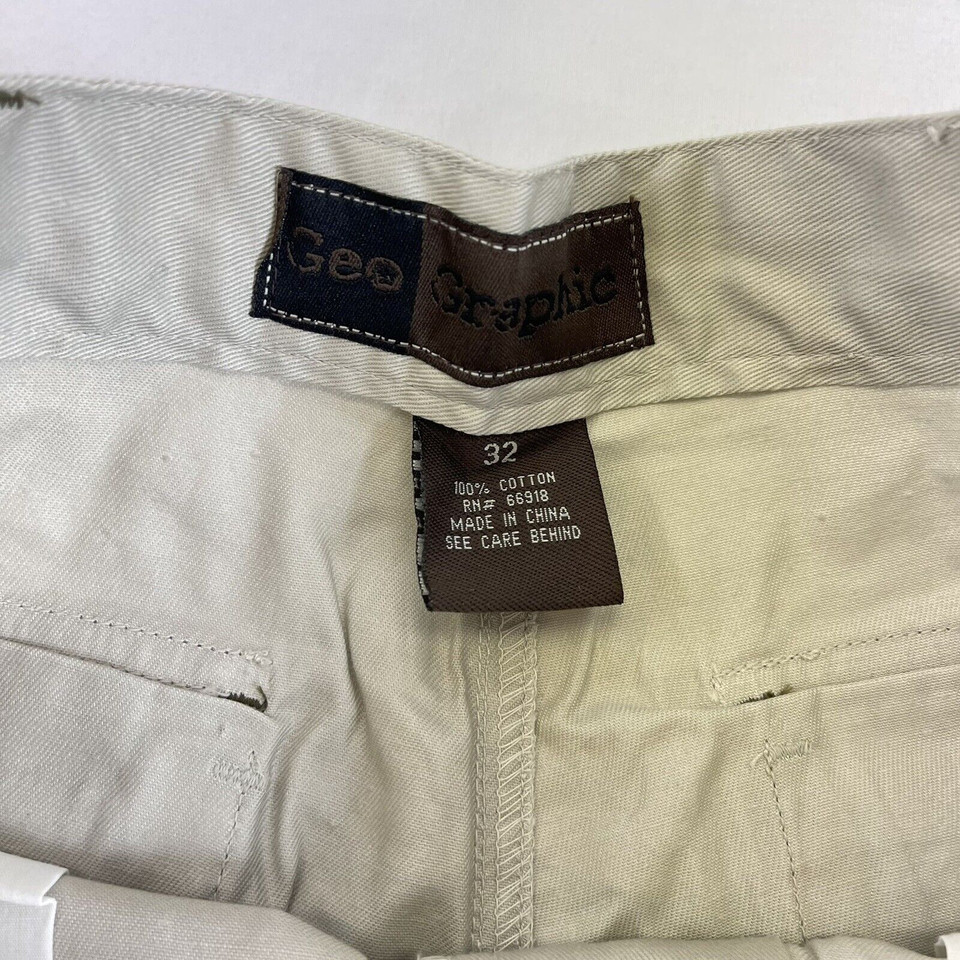 Geo Graphic
32
100% COTTON
RN# 66918
MADE IN CHINA
SEE CARE BEHIND